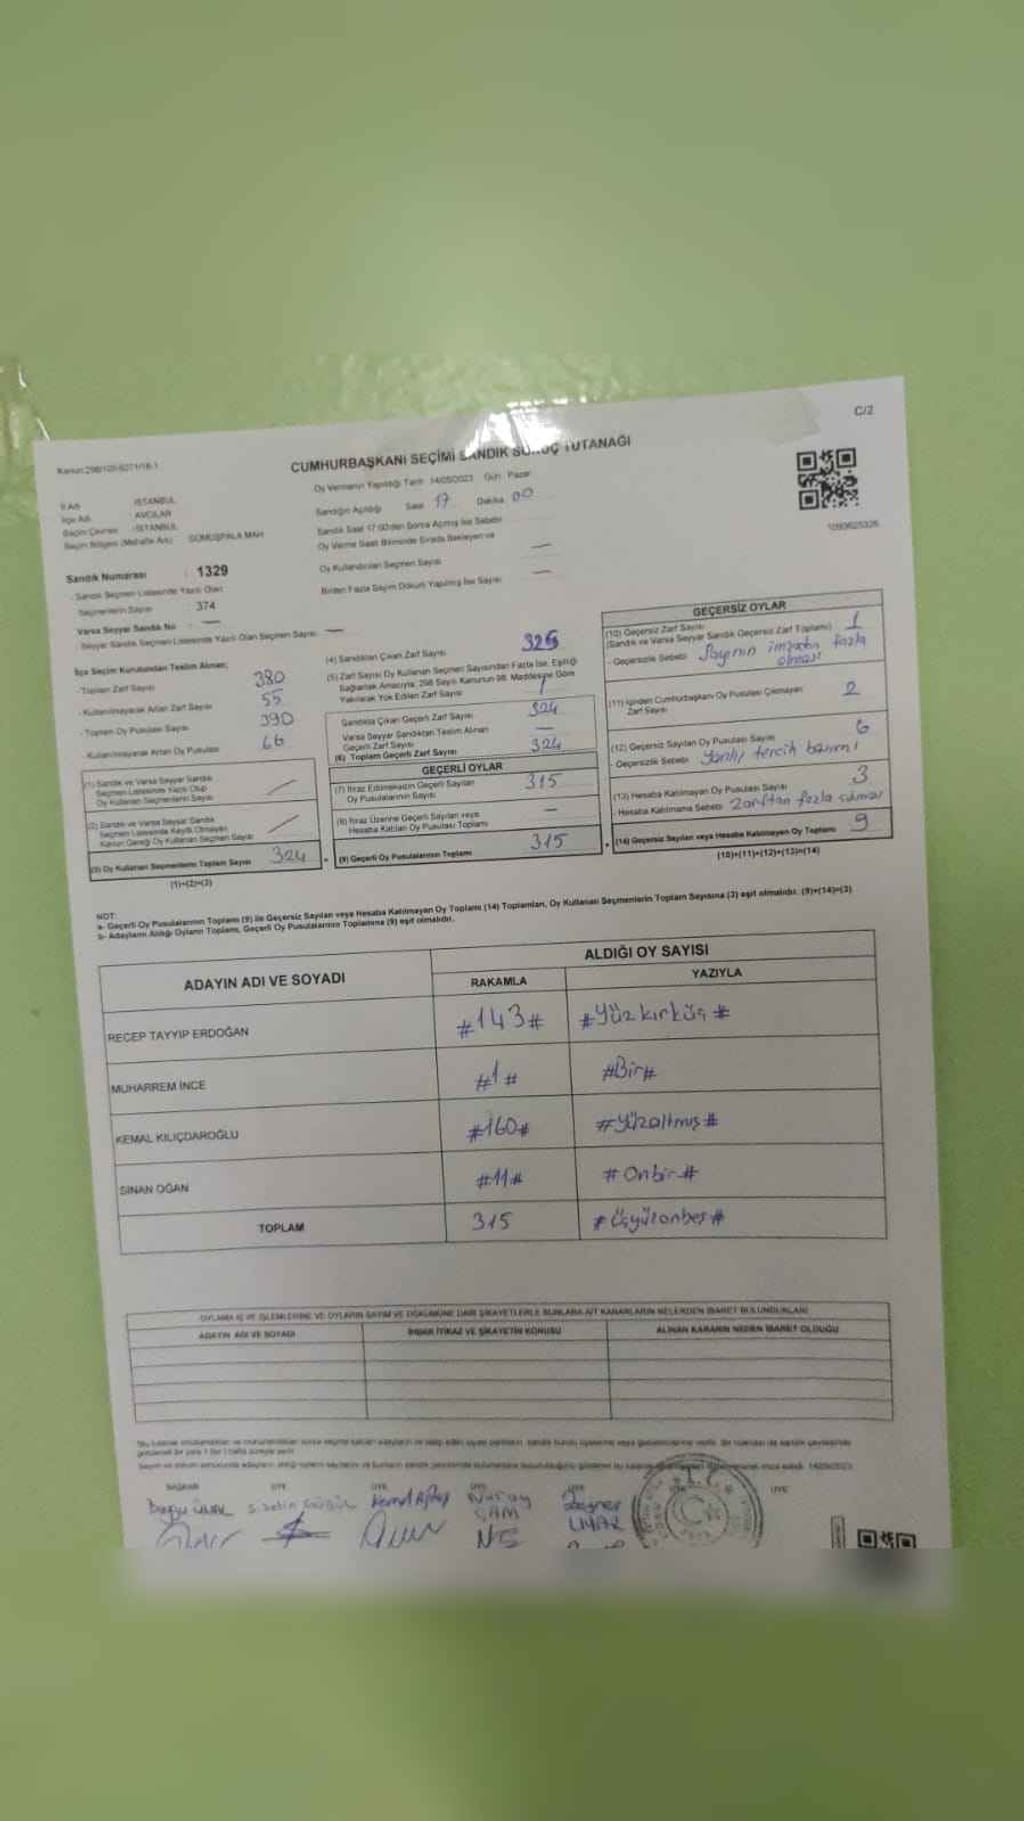 C/2
Kanun:298/105-6271/18-1
CUMHURBAŞKANI SEÇİMİ SANDIK SONUÇ TUTANAĞI
Oy Vermenin Yapıldığı Tarih 14/05/2023 Gün: Pazar
İl Adı : İSTANBUL
İlçe Adı : AVCILAR
Seçim Çevresi : İSTANBUL
Seçim Bölgesi (Mahalle Adı) GÜMÜŞPALA MAH
Sandığın Açıldığı Saat 17 Dakika 00
Sandık Saat 17:00'den Sonra Açılmış İse Sebebi
Oy Verme Saati Bitiminde Sırada Bekleyen ve
Oy Kullandırılan Seçmen Sayısı —
Birden Fazla Sayım Döküm Yapılmış İse Sayısı —
Sandık Numarası : 1329
- Sandık Seçmen Listesinde Yazılı Olan
Seçmenlerin Sayısı 374
Varsa Seyyar Sandık No : —
Seyyar Sandık Seçmen Listesinde Yazılı Olan Seçmen Sayısı —
İlçe Seçim Kurulundan Teslim Alınan;
- Toplam Zarf Sayısı 380
- Kullanılmayarak Artan Zarf Sayısı 55
- Toplam Oy Pusulası Sayısı 390
- Kullanılmayarak Artan Oy Pusulası 66
(1) Sandık ve Varsa Seyyar Sandık
Seçmen Listesinde Yazılı Olup
Oy Kullanan Seçmenlerin Sayısı
(2) Sandık ve Varsa Seyyar Sandık
Seçmen Listesinde Kayıtlı Olmayan
Kanun Gereği Oy Kullanan Seçmen Sayısı
(3) Oy Kullanan Seçmenlerin Toplam Sayısı 324
(1)+(2)=(3)
(4) Sandıktan Çıkan Zarf Sayısı 325
(5) Zarf Sayısı Oy Kullanan Seçmen Sayısından Fazla İse, Eşitliği
Sağlamak Amacıyla, 298 Sayılı Kanunun 98. Maddesine Göre
Yakılarak Yok Edilen Zarf Sayısı 1
Sandıkta Çıkan Geçerli Zarf Sayısı 324
Varsa Seyyar Sandıktan Teslim Alınan
Geçerli Zarf Sayısı —
(6) Toplam Geçerli Zarf Sayısı 324
GEÇERLİ OYLAR
(7) İtiraz Edilmeksizin Geçerli Sayılan
Oy Pusulalarının Sayısı 315
(8) İtiraz Üzerine Geçerli Sayılan veya
Hesaba Katılan Oy Pusulası Toplamı —
(9) Geçerli Oy Pusulalarının Toplamı 315
GEÇERSİZ OYLAR
(10) Geçersiz Zarf Sayısı
(Sandık ve Varsa Seyyar Sandık Geçersiz Zarf Toplamı) 1
- Geçersizlik Sebebi Sayının imzadan fazla
olması
(11) İçinden Cumhurbaşkanı Oy Pusulası Çıkmayan
Zarf Sayısı 2
(12) Geçersiz Sayılan Oy Pusulası Sayısı 6
- Geçersizlik Sebebi Yanlış tercih basımı
(13) Hesaba Katılmayan Oy Pusulası Sayısı 3
- Hesaba Katılmama Sebebi Zarftan fazla çıkması
(14) Geçersiz Sayılan veya Hesaba Katılmayan Oy Toplamı 9
(10)+(11)+(12)+(13)=(14)
NOT:
a- Geçerli Oy Pusulalarının Toplamı (9) ile Geçersiz Sayılan veya Hesaba Katılmayan Oy Toplamı (14) Toplamları, Oy Kullanan Seçmenlerin Toplam Sayısına (3) eşit olmalıdır. (9)+(14)=(3)
b- Adayların Aldığı Oyların Toplamı, Geçerli Oy Pusulalarının Toplamına (9) eşit olmalıdır.
ADAYIN ADI VE SOYADI
ALDIĞI OY SAYISI
RAKAMLA YAZIYLA
RECEP TAYYİP ERDOĞAN #143# #Yüzkırküç#
MUHARREM İNCE #1# #Bir#
KEMAL KILIÇDAROĞLU #160# #Yüzaltmış#
SİNAN OĞAN #11# #Onbir#
TOPLAM 315 #Üçyüzonbeş#
OYLAMA İŞ VE İŞLEMLERİNE VE OYLARIN SAYIM VE DÖKÜMÜNE DAİR ŞİKAYETLERLE BUNLARA AİT KARARLARIN NELERDEN İBARET BULUNDUKLARI
ADAYIN ADI VE SOYADI İHBAR İTİRAZ VE ŞİKAYETİN KONUSU ALINAN KARARIN NEDEN İBARET OLDUĞU
BAŞKAN ÜYE ÜYE ÜYE ÜYE ÜYE
Nuray
T.C.